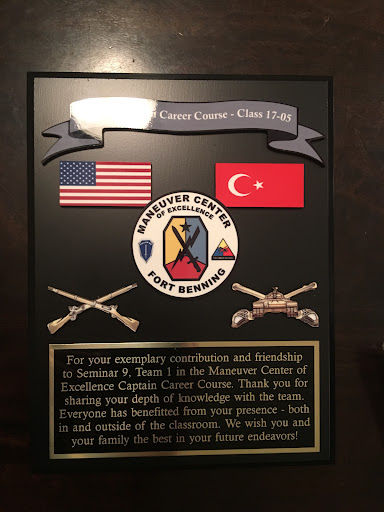 Career Course - Class 17-05
MANEUVER CENTER
OF EXCELLENCE
FORT BENNING
For your exemplary contribution and friendship
to Seminar 9, Team 1 in the Maneuver Center of
Excellence Captain Career Course. Thank you for
sharing your depth of knowledge with the team.
Everyone has benefitted from your presence - both
in and outside of the classroom. We wish you and
your family the best in your future endeavors!